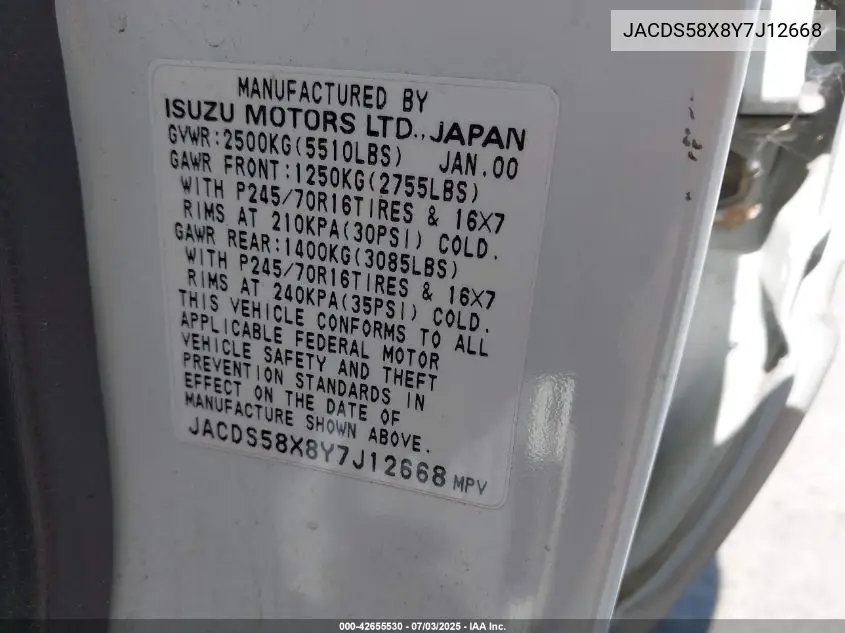 JACDS58X8Y7J12668
MANUFACTURED BY
ISUZU MOTORS LTD., JAPAN
GVWR:2500KG(5510LBS) JAN.00
GAWR FRONT:1250KG(2755LBS)
WITH P245/70R16TIRES & 16X7
RIMS AT 210KPA(30PSI) COLD.
GAWR REAR:1400KG(3085LBS)
WITH P245/70R16TIRES & 16X7
RIMS AT 240KPA(35PSI) COLD.
THIS VEHICLE CONFORMS TO ALL
APPLICABLE FEDERAL MOTOR
VEHICLE SAFETY AND THEFT
PREVENTION STANDARDS IN
EFFECT ON THE DATE OF
MANUFACTURE SHOWN ABOVE.
JACDS58X8Y7J12668 MPV
000-42655530 - 07/03/2025 - IAA Inc.